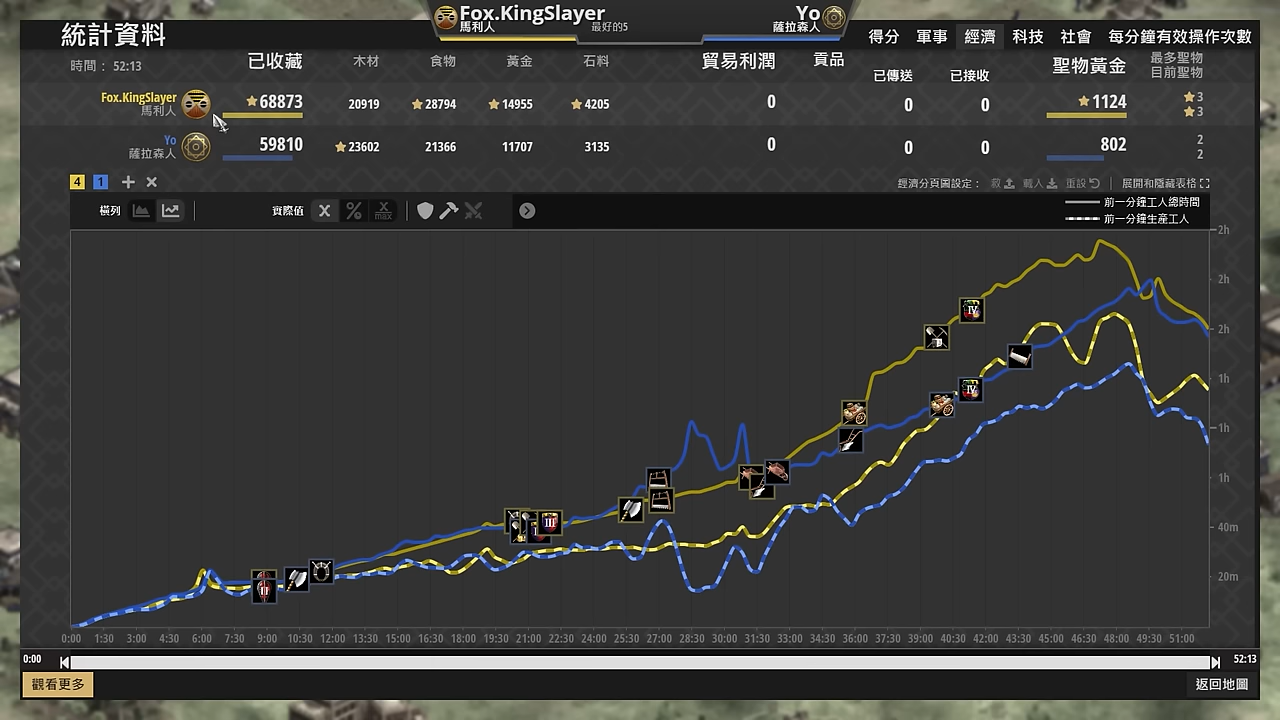 統計資料
Fox.KingSlayer
馬利人
最好的5
Yo
薩拉森人
得分 軍事 經濟 科技 社會 每分鐘有效操作次數
時間： 52:13
已收藏 木材 食物 黃金 石料 貿易利潤 貢品 已傳送 已接收 聖物黃金 最多聖物
目前聖物
Fox.KingSlayer
馬利人
68873 20919 28794 14955 4205 0 0 0 1124 3
3
Yo
薩拉森人
59810 23602 21366 11707 3135 0 0 0 802 2
2
4 1
經濟分頁圖設定： 載入 重設 展開和隱藏表格
橫列 實際值 X % X max
前一分鐘工人總時間
前一分鐘生產工人
2h
2h
2h
1h
1h
1h
40m
20m
0:00 1:30 3:00 4:30 6:00 7:30 9:00 10:30 12:00 13:30 15:00 16:30 18:00 19:30 21:00 22:30 24:00 25:30 27:00 28:30 30:00 31:30 33:00 34:30 36:00 37:30 39:00 40:30 42:00 43:30 45:00 46:30 48:00 49:30 51:00
0:00 52:13
觀看更多 返回地圖